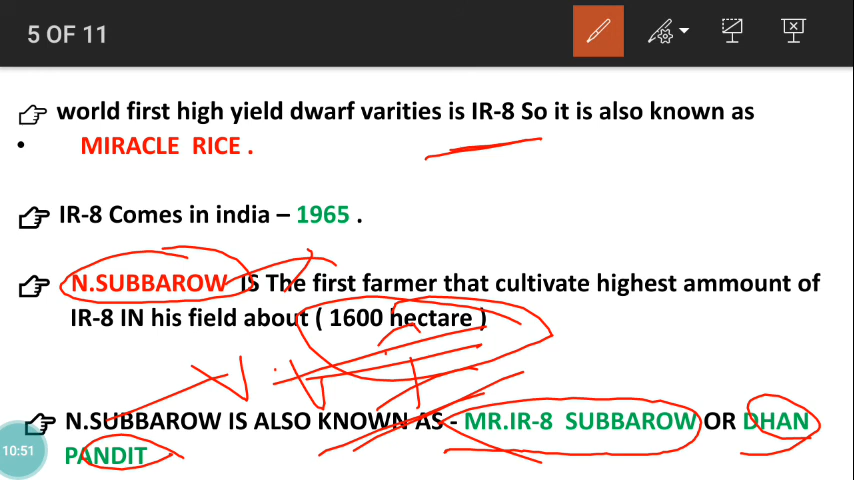 5 OF 11
world first high yield dwarf varities is IR-8 So it is also known as
• MIRACLE RICE .
IR-8 Comes in india – 1965 .
N.SUBBAROW IS The first farmer that cultivate highest ammount of
IR-8 IN his field about ( 1600 hectare )
N.SUBBAROW IS ALSO KNOWN AS - MR.IR-8 SUBBAROW OR DHAN
PANDIT
10:51